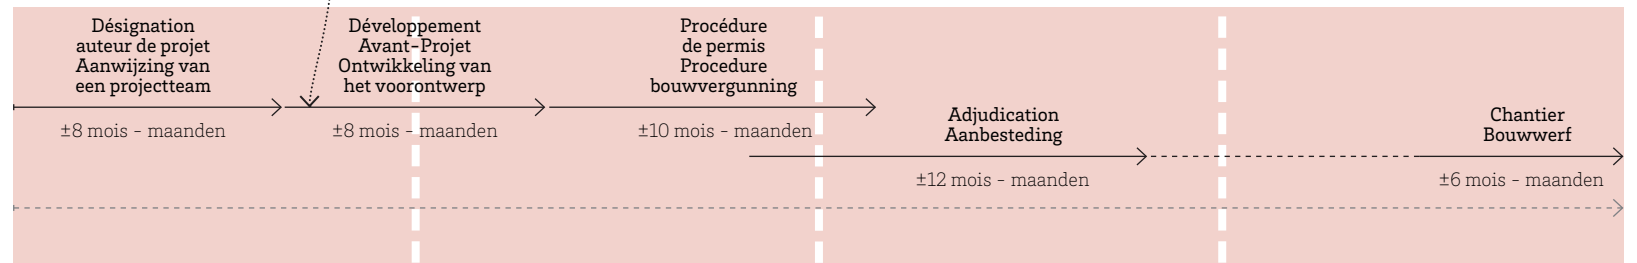 Désignation
auteur de projet
Aanwijzing van
een projectteam
±8 mois - maanden
Développement
Avant-Projet
Ontwikkeling van
het voorontwerp
±8 mois - maanden
Procédure
de permis
Procedure
bouwvergunning
±10 mois - maanden
Adjudication
Aanbesteding
±12 mois - maanden
Chantier
Bouwwerf
±6 mois - maanden